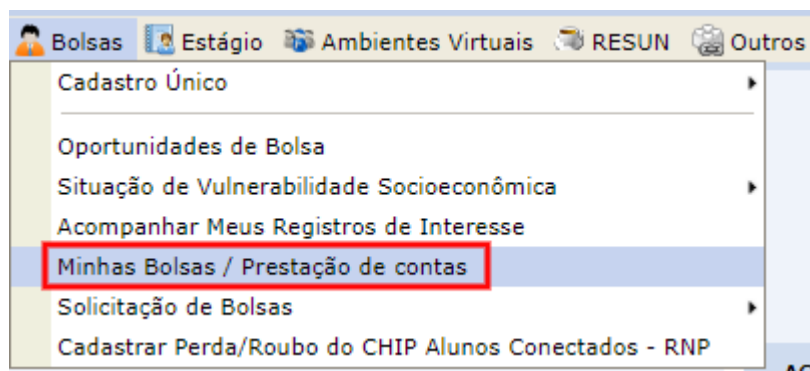 Bolsas Estágio Ambientes Virtuais RESUN Outros
Cadastro Único
Oportunidades de Bolsa
Situação de Vulnerabilidade Socioeconômica
Acompanhar Meus Registros de Interesse
Minhas Bolsas / Prestação de contas
Solicitação de Bolsas
Cadastrar Perda/Roubo do CHIP Alunos Conectados - RNP